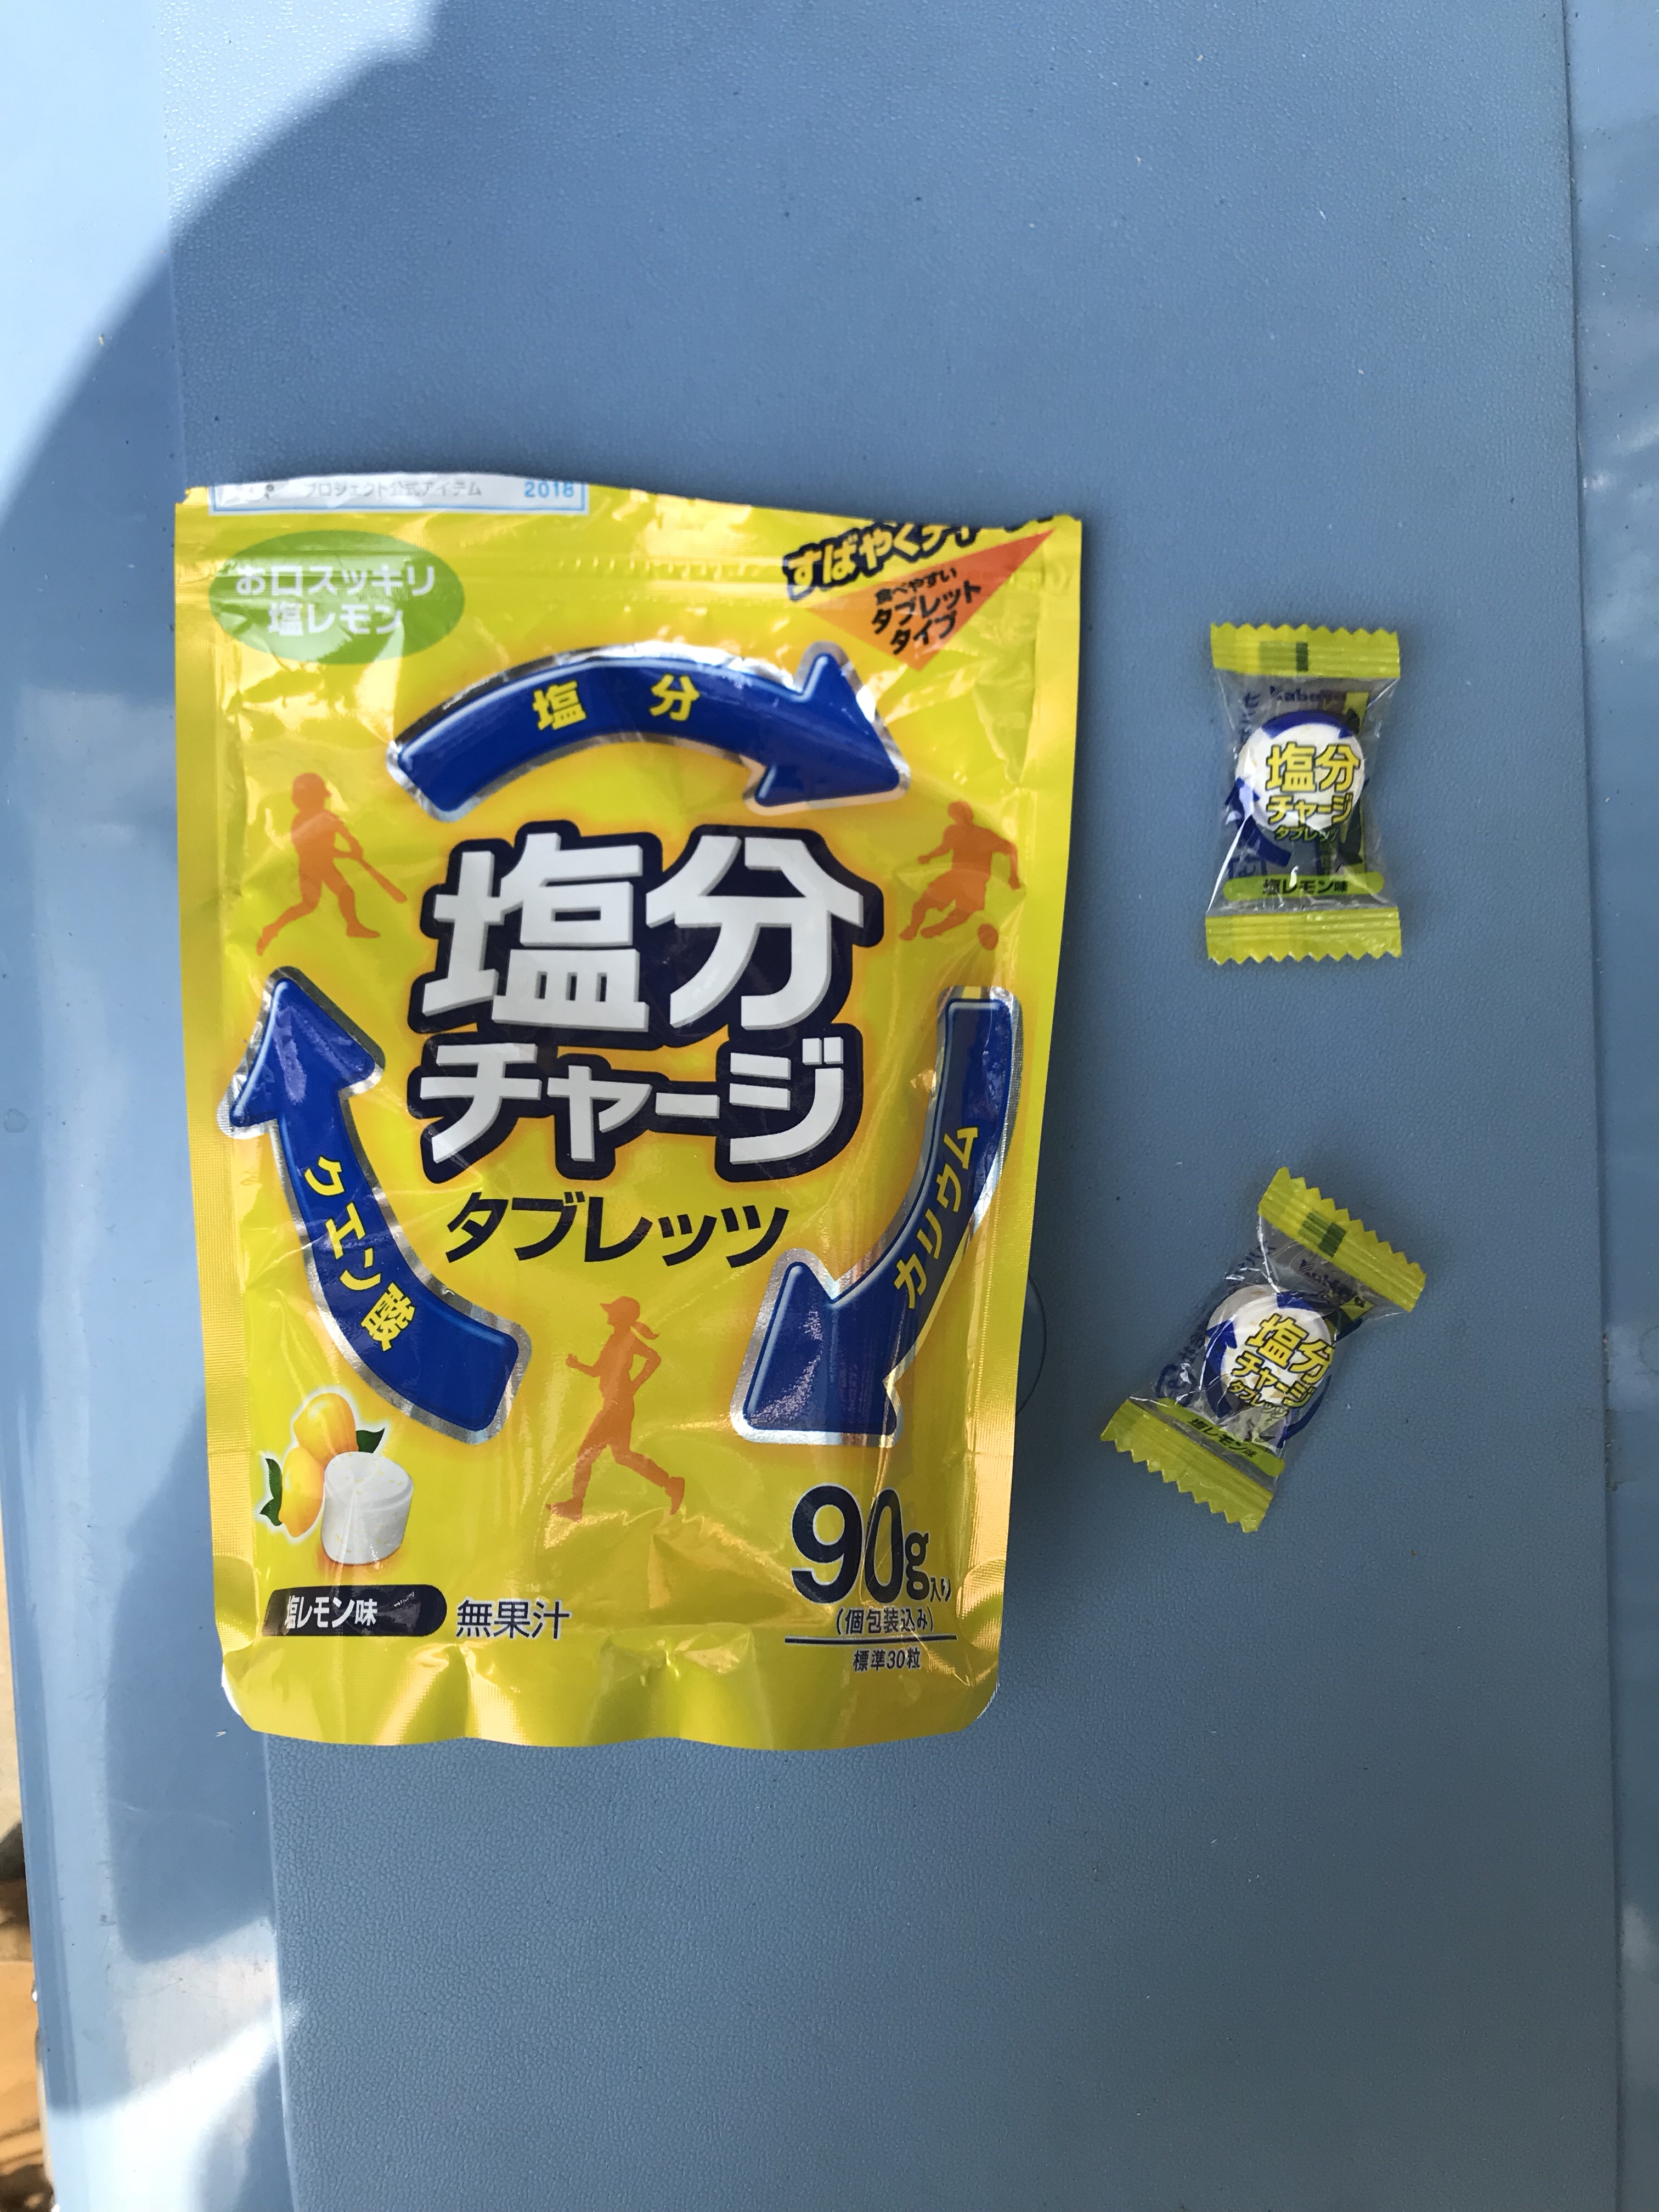 プロジェクト公式アイテム 2018
お口スッキリ
塩レモン
すばやくチャージ
食べやすい
タブレット
タイプ
塩分
塩分
チャージ
タブレッツ
カリウム
クエン酸
塩レモン味
無果汁
90g入り
(個包装込み)
標準30粒
Kabaya
塩分
チャージ
タブレッツ
塩レモン味
Kabaya
塩分
チャージ
タブレッツ
塩レモン味